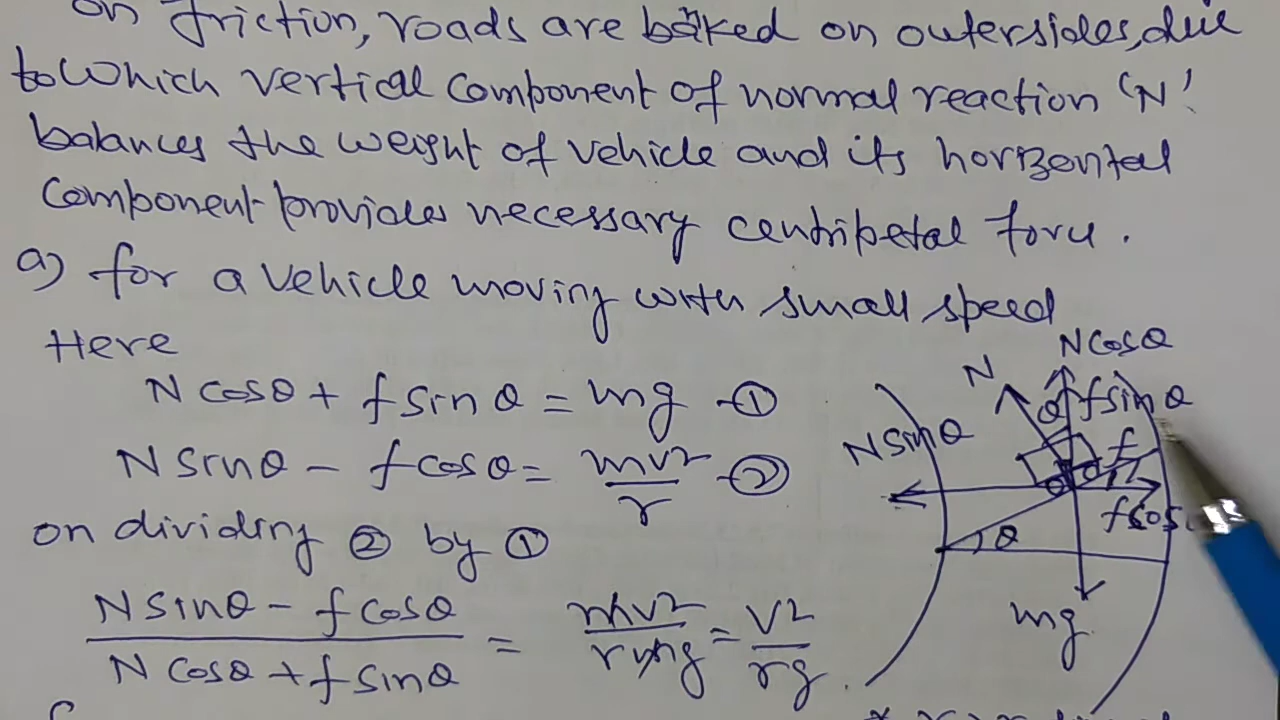 on friction, roads are banked on outersides, due
to which vertical component of normal reaction 'N'
balances the weight of vehicle and its horizontal
component provides necessary centripetal force.
a) for a vehicle moving with small speed
Here
N cosθ + f sinθ = mg -①
N sinθ - f cosθ = mv²/r -②
on dividing ② by ①
N sinθ - f cosθ / N cosθ + f sinθ = mv²/rmg = v²/rg.
N cosθ
N
θ
f sinθ
N sinθ
f
θ
f cos
θ
mg